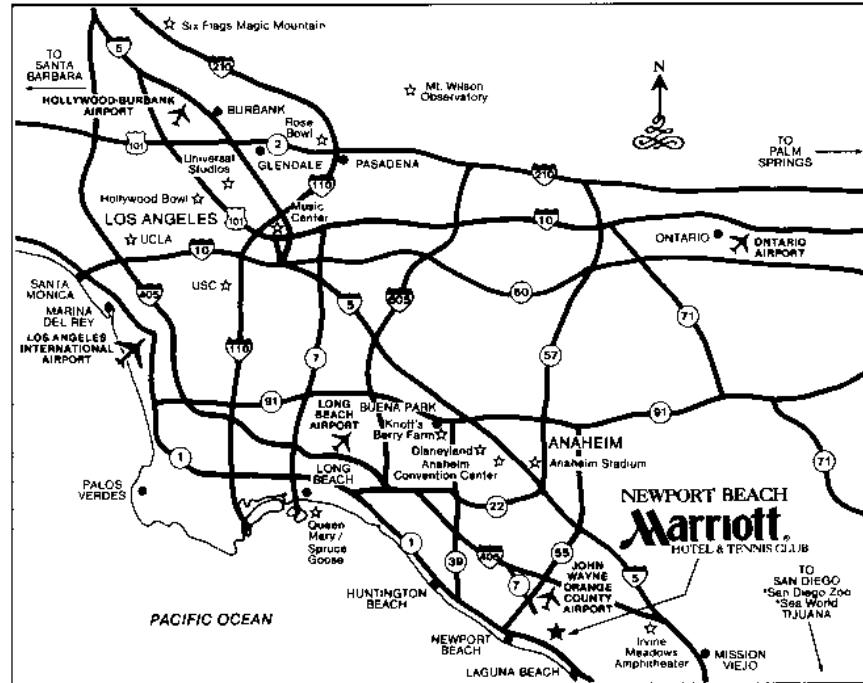 Six Flags Magic Mountain
5
TO
SANTA
BARBARA
210
HOLLYWOOD-BURBANK
AIRPORT
BURBANK
Mt. Wilson
Observatory
N
Rose
Bowl
101
2
GLENDALE
PASADENA
TO
PALM
SPRINGS
Universal
Studios
110
210
Hollywood Bowl
Music
Center
LOS ANGELES
101
10
UCLA
10
ONTARIO
ONTARIO
AIRPORT
SANTA
MONICA
405
USC
605
60
5
71
MARINA
DEL REY
LOS ANGELES
INTERNATIONAL
AIRPORT
110
7
57
91
LONG
BEACH
AIRPORT
BUENA PARK
Knott's
Berry Farm
91
Disneyland
Anaheim
Convention Center
ANAHEIM
Anaheim Stadium
1
71
PALOS
VERDES
LONG
BEACH
22
NEWPORT BEACH
Marriott®
HOTEL & TENNIS CLUB
Queen
Mary /
Spruce
Goose
1
39
405
55
7
JOHN
WAYNE
ORANGE
COUNTY
AIRPORT
5
TO
SAN DIEGO
*San Diego Zoo
*Sea World
TIJUANA
HUNTINGTON
BEACH
PACIFIC OCEAN
NEWPORT
BEACH
Irvine
Meadows
Amphitheater
MISSION
VIEJO
LAGUNA BEACH